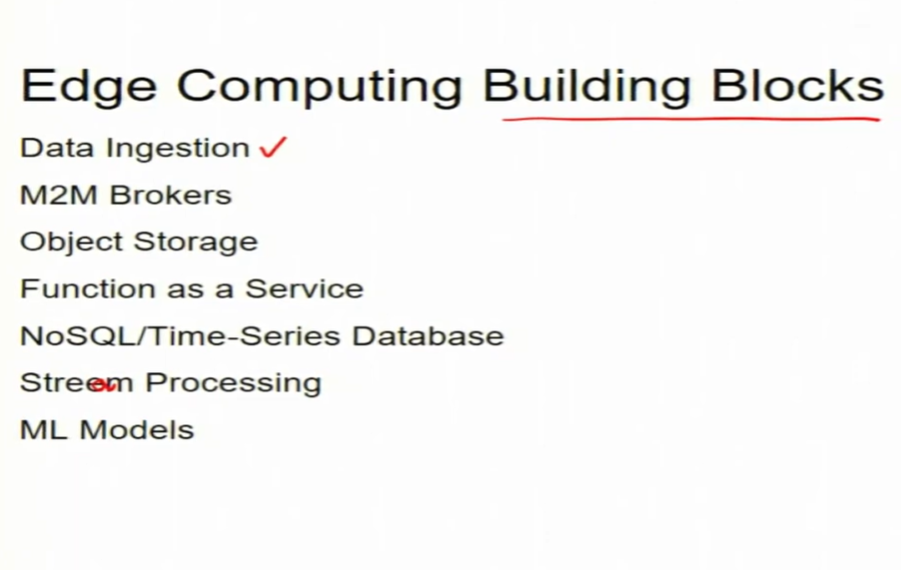 Edge Computing Building Blocks
Data Ingestion ✓
M2M Brokers
Object Storage
Function as a Service
NoSQL/Time-Series Database
Stream Processing
ML Models